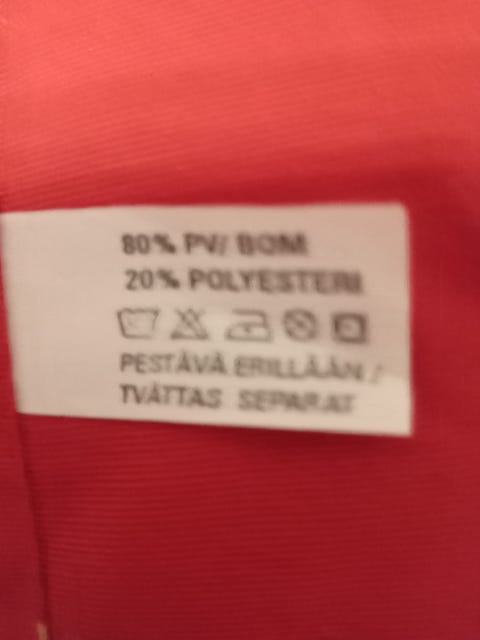 80% PV/ BOM
20% POLYESTERI
PESTÄVÄ ERILLÄÄN /
TVÄTTAS SEPARAT